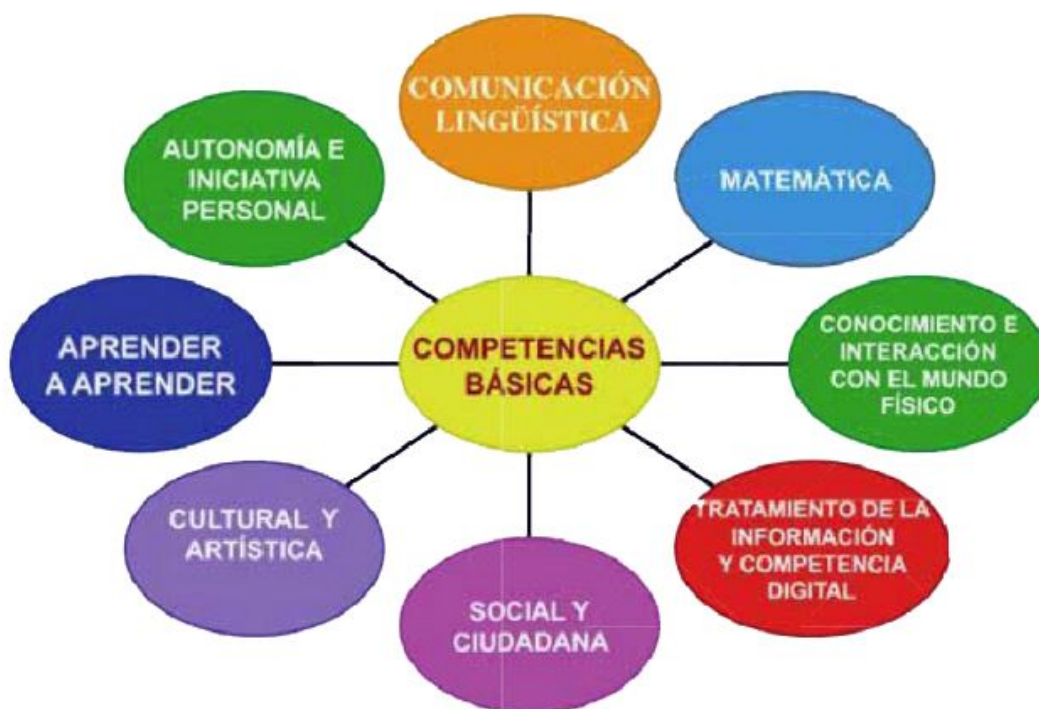 COMUNICACIÓN
LINGÜÍSTICA
MATEMÁTICA
CONOCIMIENTO E
INTERACCIÓN
CON EL MUNDO
FÍSICO
TRATAMIENTO DE LA
INFORMACIÓN
Y COMPETENCIA
DIGITAL
SOCIAL Y
CIUDADANA
CULTURAL Y
ARTÍSTICA
APRENDER
A APRENDER
AUTONOMÍA E
INICIATIVA
PERSONAL
COMPETENCIAS
BÁSICAS